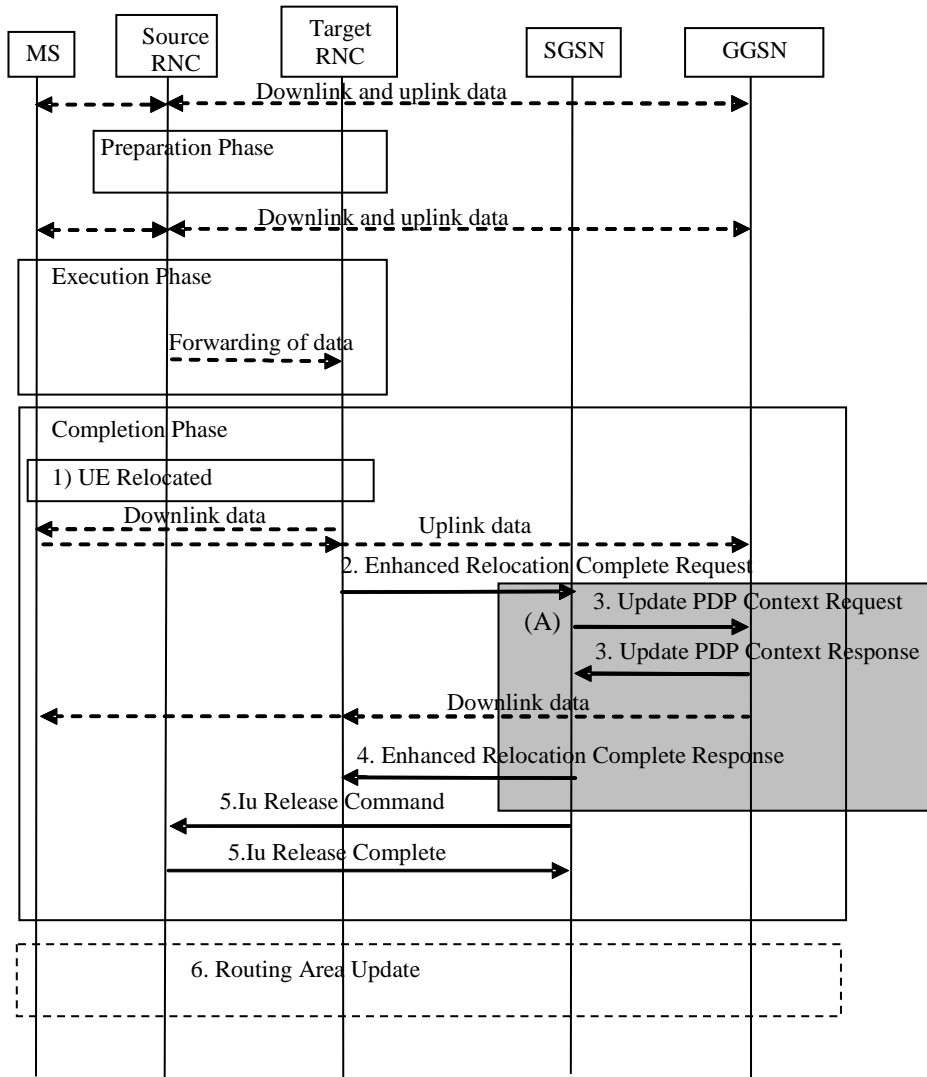 MS
Source
RNC
Target
RNC
SGSN
GGSN
Downlink and uplink data
Preparation Phase
Downlink and uplink data
Execution Phase
Forwarding of data
Completion Phase
1) UE Relocated
Downlink data
Uplink data
2. Enhanced Relocation Complete Request
(A)
3. Update PDP Context Request
3. Update PDP Context Response
Downlink data
4. Enhanced Relocation Complete Response
5.Iu Release Command
5.Iu Release Complete
6. Routing Area Update